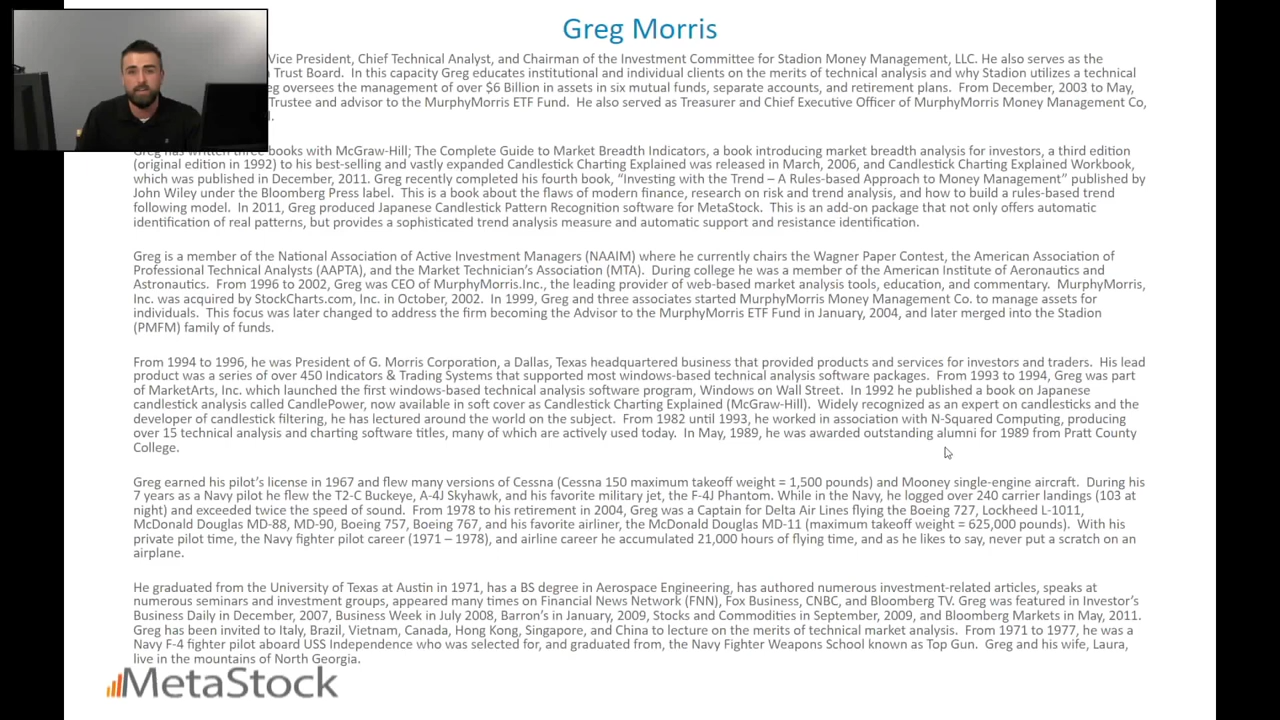 Greg Morris
Vice President, Chief Technical Analyst, and Chairman of the Investment Committee for Stadion Money Management, LLC. He also serves as the
Trust Board. In this capacity Greg educates institutional and individual clients on the merits of technical analysis and why Stadion utilizes a technical
eg oversees the management of over $6 Billion in assets in six mutual funds, separate accounts, and retirement plans. From December, 2003 to May,
Trustee and advisor to the MurphyMorris ETF Fund. He also served as Treasurer and Chief Executive Officer of MurphyMorris Money Management Co,
Greg has written three books with McGraw-Hill; The Complete Guide to Market Breadth Indicators, a book introducing market breadth analysis for investors, a third edition
(original edition in 1992) to his best-selling and vastly expanded Candlestick Charting Explained was released in March, 2006, and Candlestick Charting Explained Workbook,
which was published in December, 2011. Greg recently completed his fourth book, “Investing with the Trend – A Rules-based Approach to Money Management” published by
John Wiley under the Bloomberg Press label. This is a book about the flaws of modern finance, research on risk and trend analysis, and how to build a rules-based trend
following model. In 2011, Greg produced Japanese Candlestick Pattern Recognition software for MetaStock. This is an add-on package that not only offers automatic
identification of real patterns, but provides a sophisticated trend analysis measure and automatic support and resistance identification.
Greg is a member of the National Association of Active Investment Managers (NAAIM) where he currently chairs the Wagner Paper Contest, the American Association of
Professional Technical Analysts (AAPTA), and the Market Technician’s Association (MTA). During college he was a member of the American Institute of Aeronautics and
Astronautics. From 1996 to 2002, Greg was CEO of MurphyMorris.Inc., the leading provider of web-based market analysis tools, education, and commentary. MurphyMorris,
Inc. was acquired by StockCharts.com, Inc. in October, 2002. In 1999, Greg and three associates started MurphyMorris Money Management Co. to manage assets for
individuals. This focus was later changed to address the firm becoming the Advisor to the MurphyMorris ETF Fund in January, 2004, and later merged into the Stadion
(PMFM) family of funds.
From 1994 to 1996, he was President of G. Morris Corporation, a Dallas, Texas headquartered business that provided products and services for investors and traders. His lead
product was a series of over 450 Indicators & Trading Systems that supported most windows-based technical analysis software packages. From 1993 to 1994, Greg was part
of MarketArts, Inc. which launched the first windows-based technical analysis software program, Windows on Wall Street. In 1992 he published a book on Japanese
candlestick analysis called CandlePower, now available in soft cover as Candlestick Charting Explained (McGraw-Hill). Widely recognized as an expert on candlesticks and the
developer of candlestick filtering, he has lectured around the world on the subject. From 1982 until 1993, he worked in association with N-Squared Computing, producing
over 15 technical analysis and charting software titles, many of which are actively used today. In May, 1989, he was awarded outstanding alumni for 1989 from Pratt County
College.
Greg earned his pilot’s license in 1967 and flew many versions of Cessna (Cessna 150 maximum takeoff weight = 1,500 pounds) and Mooney single-engine aircraft. During his
7 years as a Navy pilot he flew the T2-C Buckeye, A-4J Skyhawk, and his favorite military jet, the F-4J Phantom. While in the Navy, he logged over 240 carrier landings (103 at
night) and exceeded twice the speed of sound. From 1978 to his retirement in 2004, Greg was a Captain for Delta Air Lines flying the Boeing 727, Lockheed L-1011,
McDonald Douglas MD-88, MD-90, Boeing 757, Boeing 767, and his favorite airliner, the McDonald Douglas MD-11 (maximum takeoff weight = 625,000 pounds). With his
private pilot time, the Navy fighter pilot career (1971 – 1978), and airline career he accumulated 21,000 hours of flying time, and as he likes to say, never put a scratch on an
airplane.
He graduated from the University of Texas at Austin in 1971, has a BS degree in Aerospace Engineering, has authored numerous investment-related articles, speaks at
numerous seminars and investment groups, appeared many times on Financial News Network (FNN), Fox Business, CNBC, and Bloomberg TV. Greg was featured in Investor’s
Business Daily in December, 2007, Business Week in July 2008, Barron’s in January, 2009, Stocks and Commodities in September, 2009, and Bloomberg Markets in May, 2011.
Greg has been invited to Italy, Brazil, Vietnam, Canada, Hong Kong, Singapore, and China to lecture on the merits of technical market analysis. From 1971 to 1977, he was a
Navy F-4 fighter pilot aboard USS Independence who was selected for, and graduated from, the Navy Fighter Weapons School known as Top Gun. Greg and his wife, Laura,
live in the mountains of North Georgia.
MetaStock